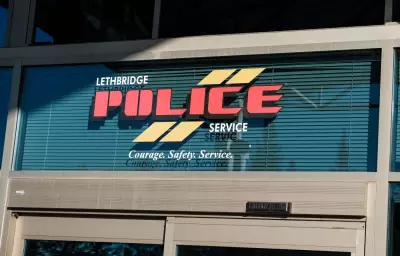 LETHBRIDGE
POLICE
SERVICE
Courage. Safety. Service.